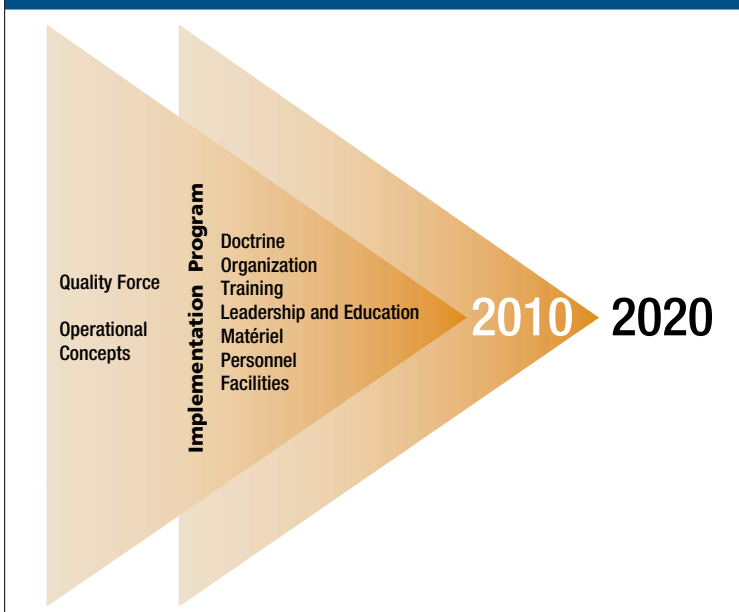 Quality Force
Operational
Concepts
Implementation Program
Doctrine
Organization
Training
Leadership and Education
Matériel
Personnel
Facilities
2010
2020